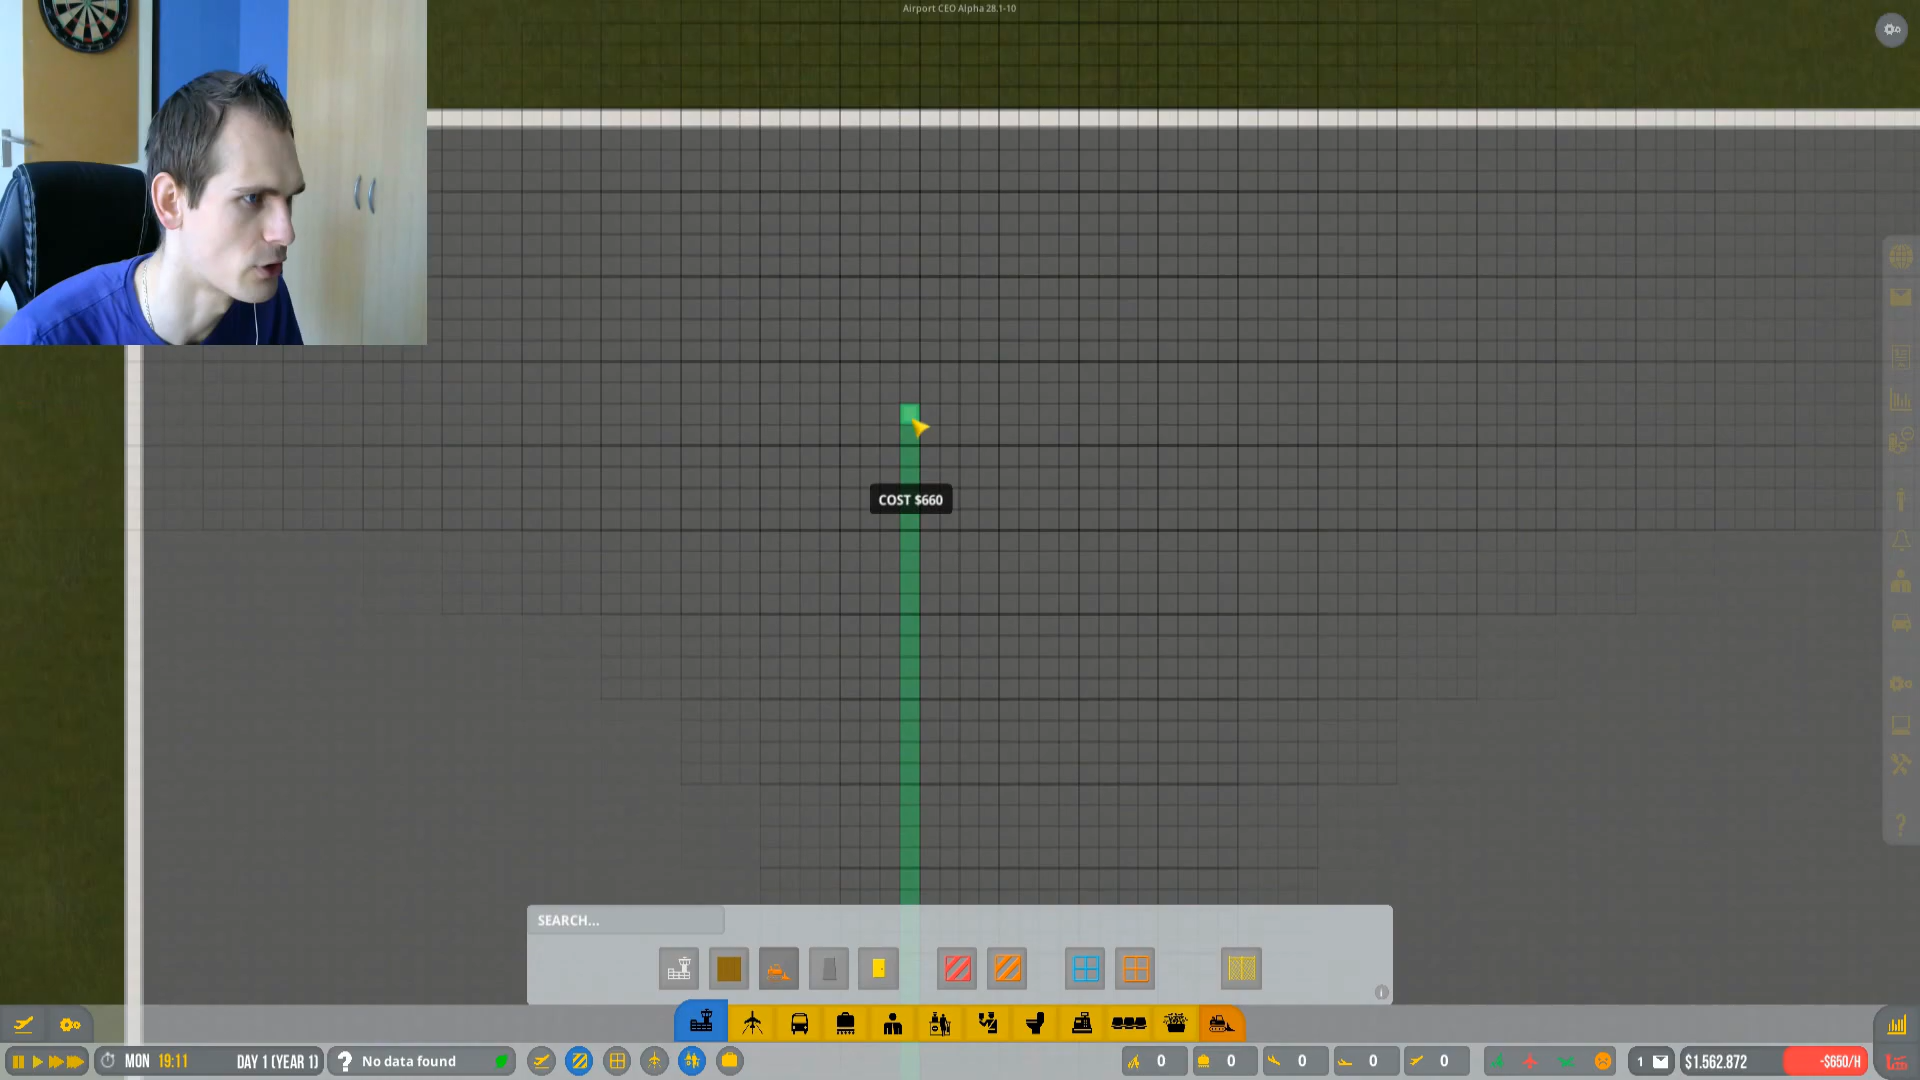 Airport CEO Alpha 28.1-10
COST $660
SEARCH...
i
MON 19:11 DAY 1 (YEAR 1)
? No data found
0 0 0 0 0
1
$1.562.872
-$650/H
?